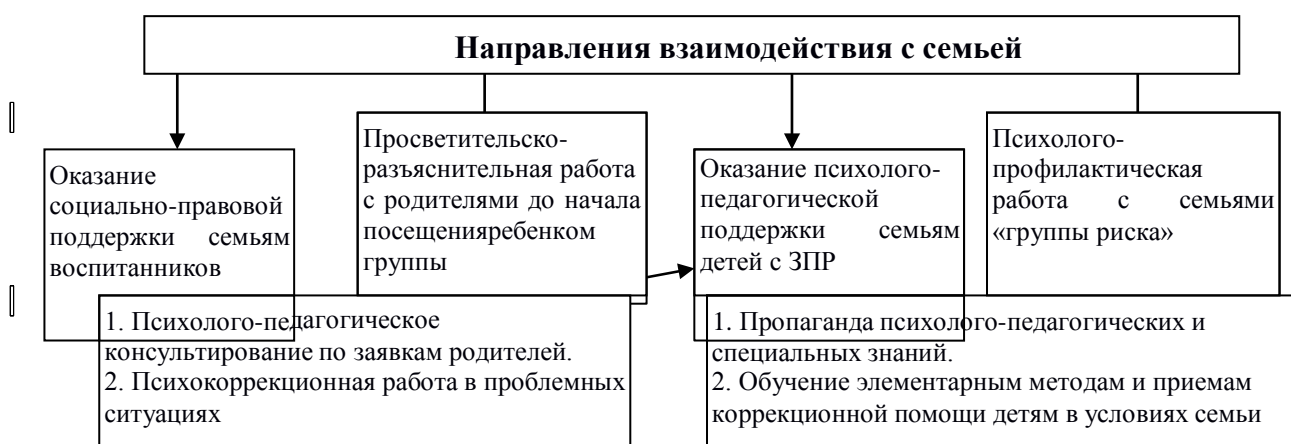 Направления взаимодействия с семьей
Оказание
социально-правовой
поддержки семьям
воспитанников
Просветительско-
разъяснительная работа
с родителями до начала
посещенияребенком
группы
Оказание психолого-
педагогической
поддержки семьям
детей с ЗПР
Психолого-
профилактическая
работа с семьями
«группы риска»
1. Психолого-педагогическое
консультирование по заявкам родителей.
2. Психокоррекционная работа в проблемных
ситуациях
1. Пропаганда психолого-педагогических и
специальных знаний.
2. Обучение элементарным методам и приемам
коррекционной помощи детям в условиях семьи